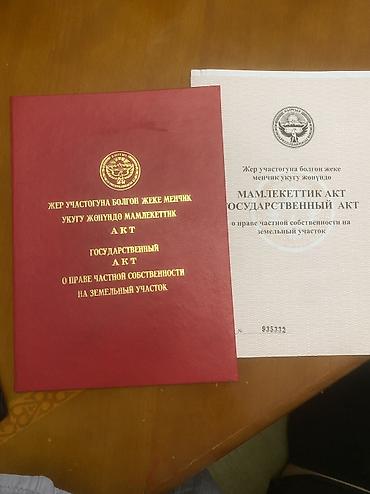 ЖЕР УЧАСТОГУНА БОЛГОН ЖЕКЕ МЕНЧИК
УКУГУ ЖӨНҮНДӨ МАМЛЕКЕТТИК
АКТ
ГОСУДАРСТВЕННЫЙ
АКТ
О ПРАВЕ ЧАСТНОЙ СОБСТВЕННОСТИ
НА ЗЕМЕЛЬНЫЙ УЧАСТОК
Жер участогуна болгон жеке
менчик укугу жөнүндө
МАМЛЕКЕТТИК АКТ
ГОСУДАРСТВЕННЫЙ АКТ
о праве частной собственности на
земельный участок
№ 935332